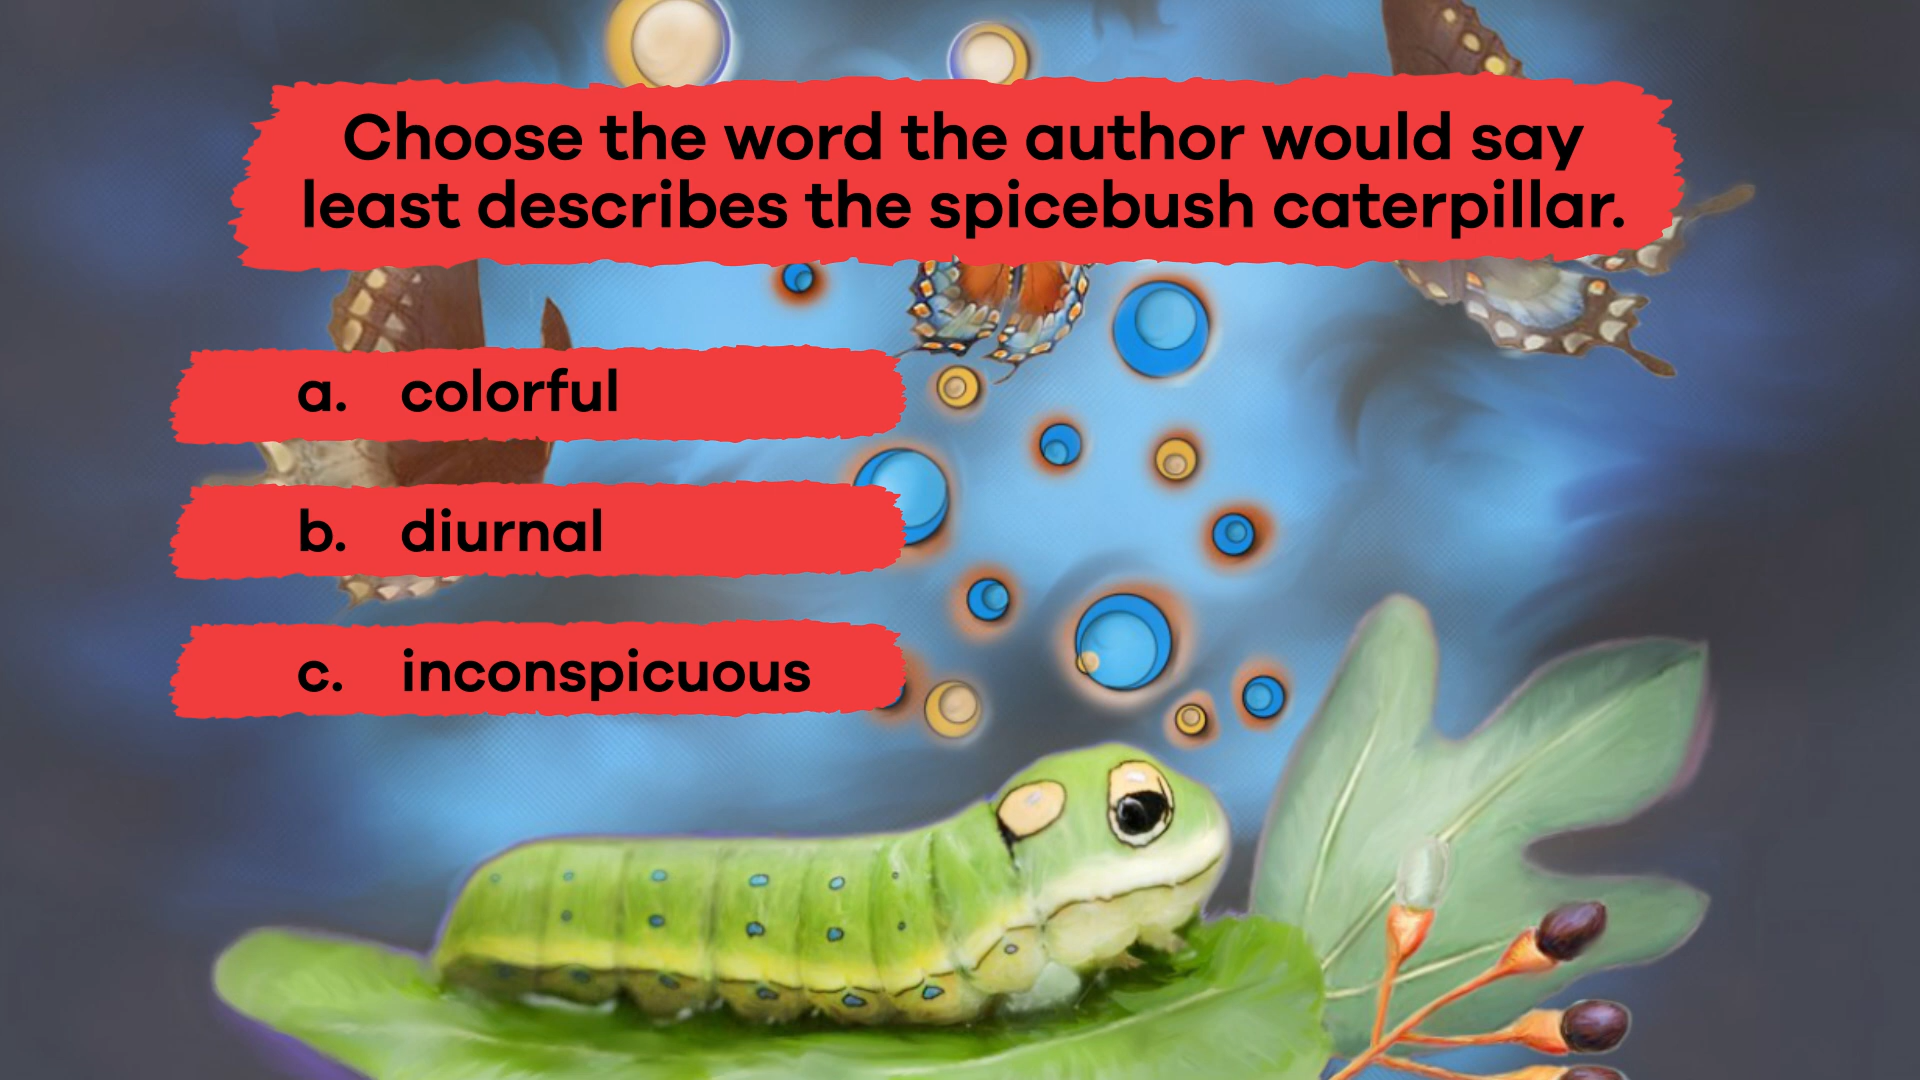 Choose the word the author would say
least describes the spicebush caterpillar.
a. colorful
b. diurnal
c. inconspicuous